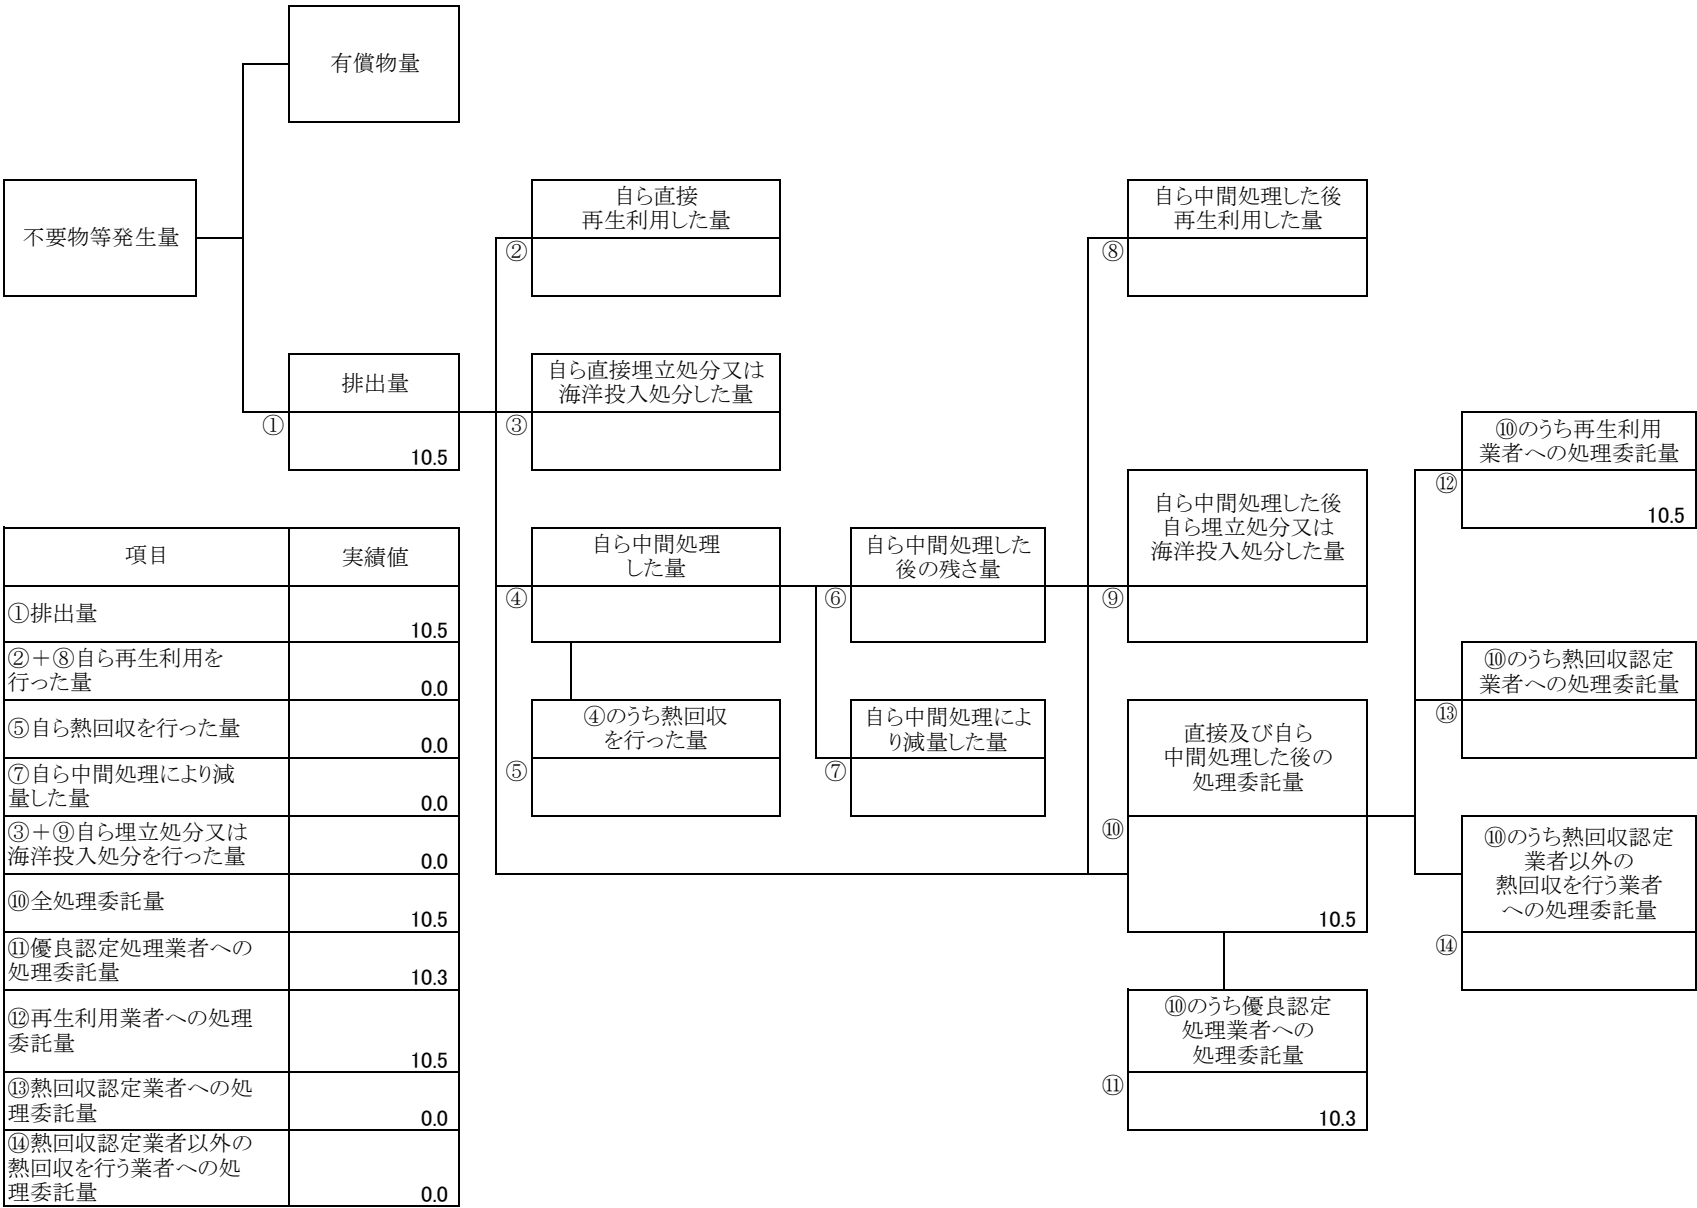 有償物量
不要物等発生量
自ら直接
再生利用した量
②
自ら中間処理した後
再生利用した量
⑧
排出量
①
10.5
自ら直接埋立処分又は
海洋投入処分した量
③
⑩のうち再生利用
業者への処理委託量
⑫
10.5
自ら中間処理した後
自ら埋立処分又は
海洋投入処分した量
⑨
自ら中間処理
した量
④
自ら中間処理した
後の残さ量
⑥
⑩のうち熱回収認定
業者への処理委託量
⑬
④のうち熱回収
を行った量
⑤
自ら中間処理によ
り減量した量
⑦
直接及び自ら
中間処理した後の
処理委託量
⑩
10.5
⑩のうち熱回収認定
業者以外の
熱回収を行う業者
への処理委託量
⑭
⑩のうち優良認定
処理業者への
処理委託量
⑪
10.3
項目
実績値
①排出量
10.5
②＋⑧自ら再生利用を
行った量
0.0
⑤自ら熱回収を行った量
0.0
⑦自ら中間処理により減
量した量
0.0
③＋⑨自ら埋立処分又は
海洋投入処分を行った量
0.0
⑩全処理委託量
10.5
⑪優良認定処理業者への
処理委託量
10.3
⑫再生利用業者への処理
委託量
10.5
⑬熱回収認定業者への処
理委託量
0.0
⑭熱回収認定業者以外の
熱回収を行う業者への処
理委託量
0.0